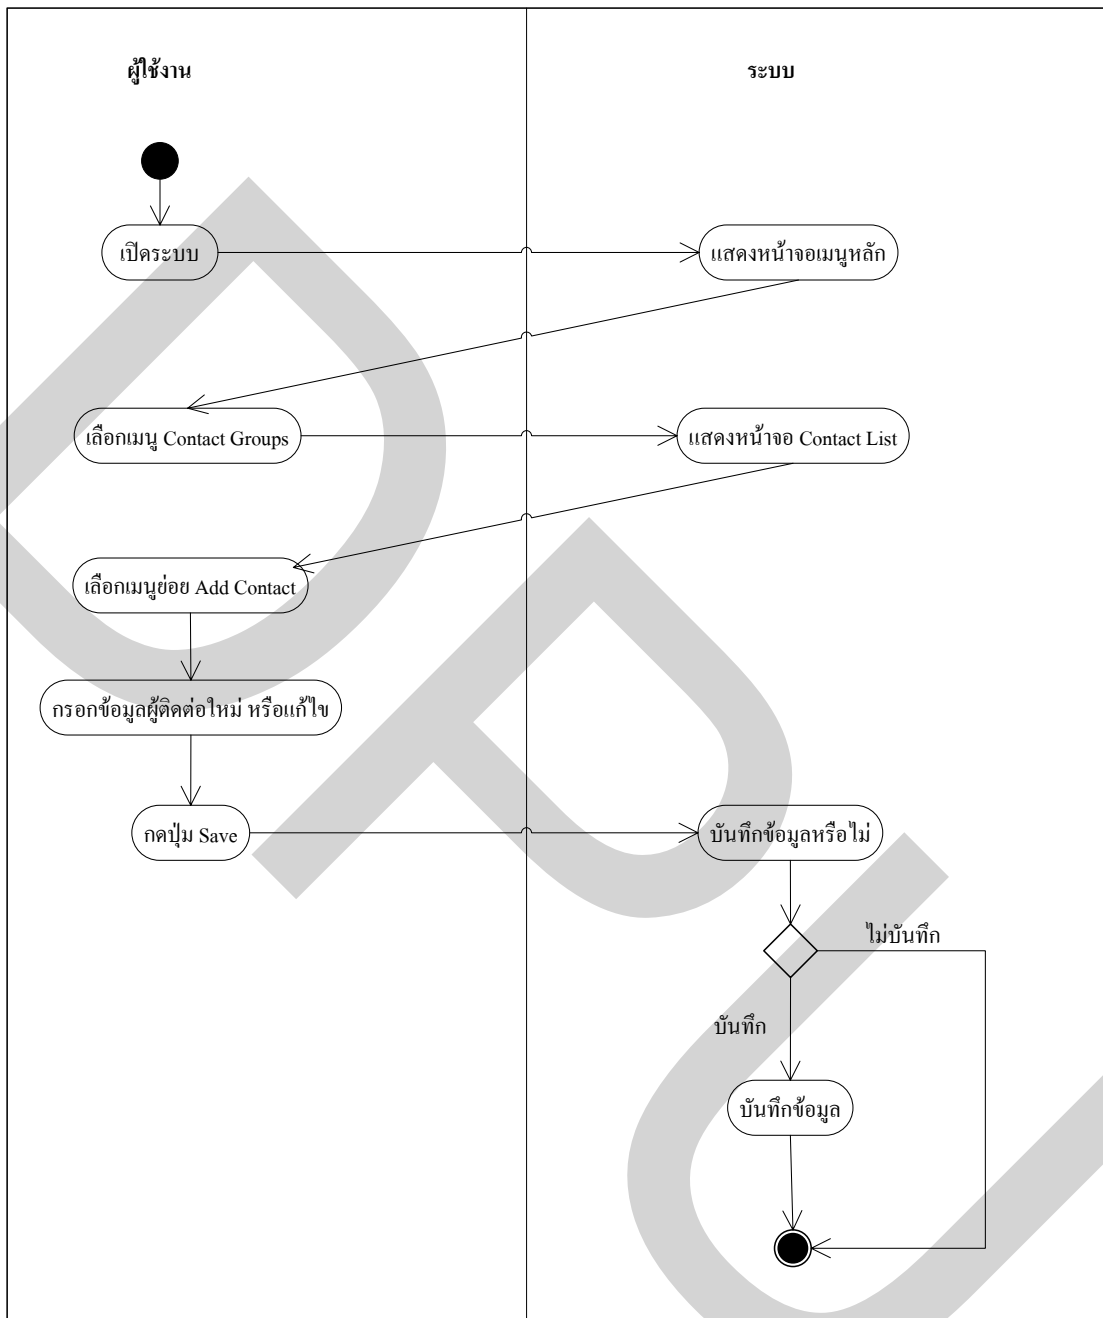 ผู้ใช้งาน
ระบบ
เปิดระบบ
แสดงหน้าจอเมนูหลัก
เลือกเมนู Contact Groups
แสดงหน้าจอ Contact List
เลือกเมนูย่อย Add Contact
กรอกข้อมูลผู้ติดต่อใหม่ หรือแก้ไข
กดปุ่ม Save
บันทึกข้อมูลหรือไม่
ไม่บันทึก
บันทึก
บันทึกข้อมูล